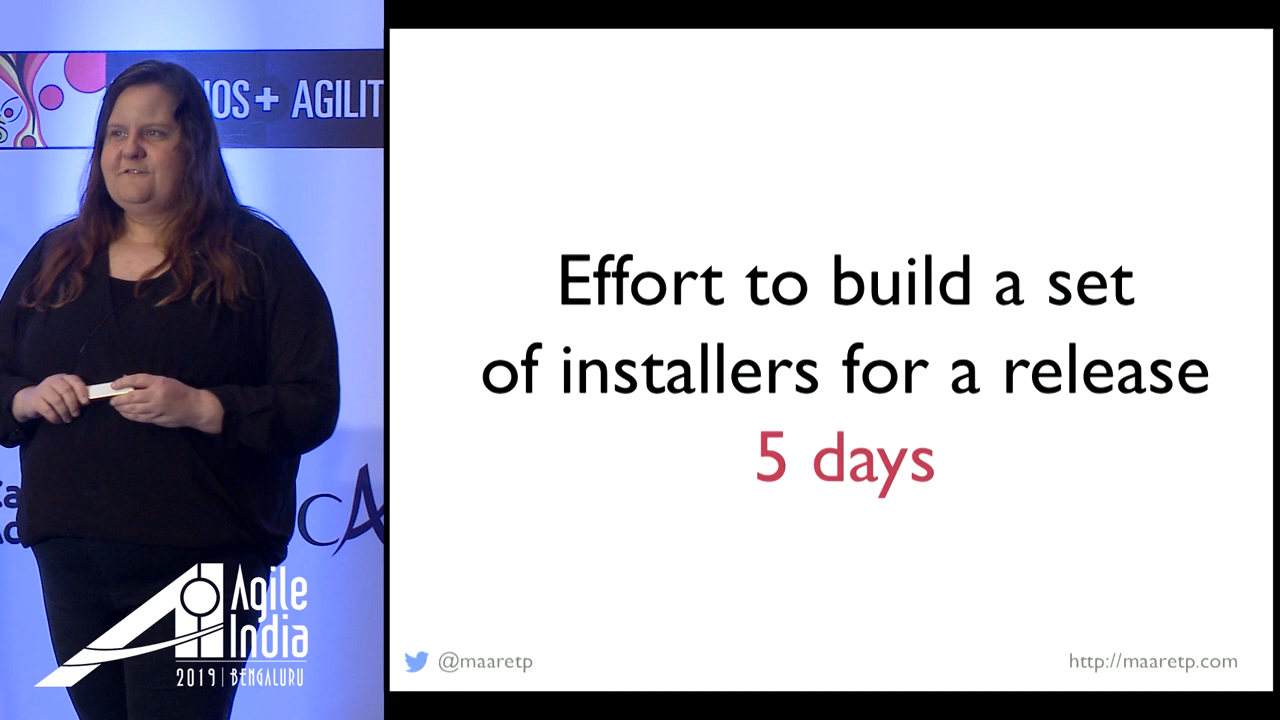 Effort to build a set
of installers for a release
5 days
@maaretp
http://maaretp.com
AGILIT
Agile
India
2019 | BENGALURU